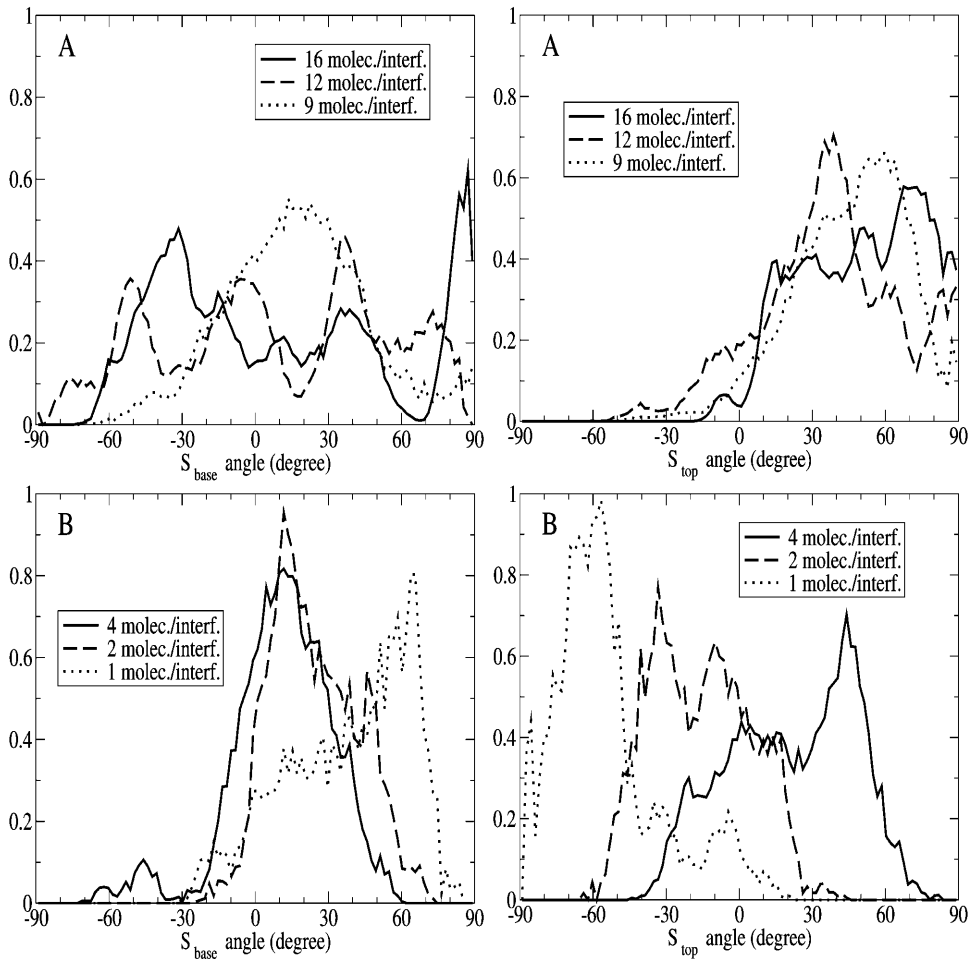 A
16 molec./interf.
12 molec./interf.
9 molec./interf.
1
0.8
0.6
0.4
0.2
0
-90 -60 -30 0 30 60 90
S base angle (degree)
A
16 molec./interf.
12 molec./interf.
9 molec./interf.
1
0.8
0.6
0.4
0.2
0
-90 -60 -30 0 30 60 90
S top angle (degree)
B
4 molec./interf.
2 molec./interf.
1 molec./interf.
1
0.8
0.6
0.4
0.2
0
-90 -60 -30 0 30 60 90
S base angle (degree)
B
4 molec./interf.
2 molec./interf.
1 molec./interf.
1
0.8
0.6
0.4
0.2
0
-90 -60 -30 0 30 60 90
S top angle (degree)